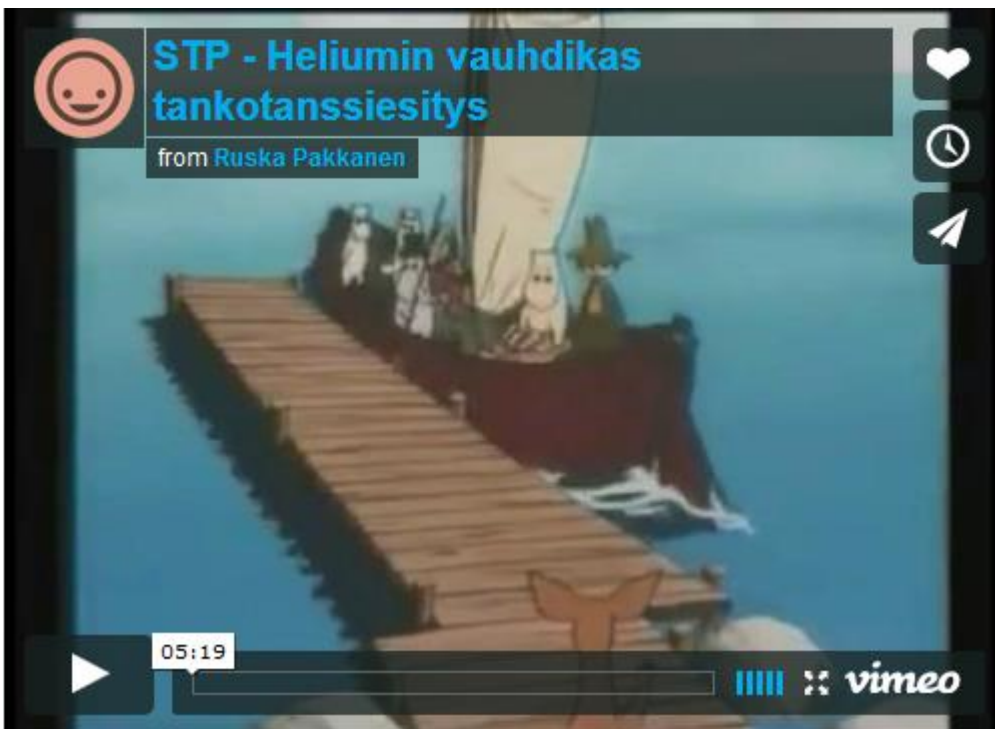 STP - Heliumin vauhdikas
tankotanssiesitys
from Ruska Pakkanen
05:19
vimeo